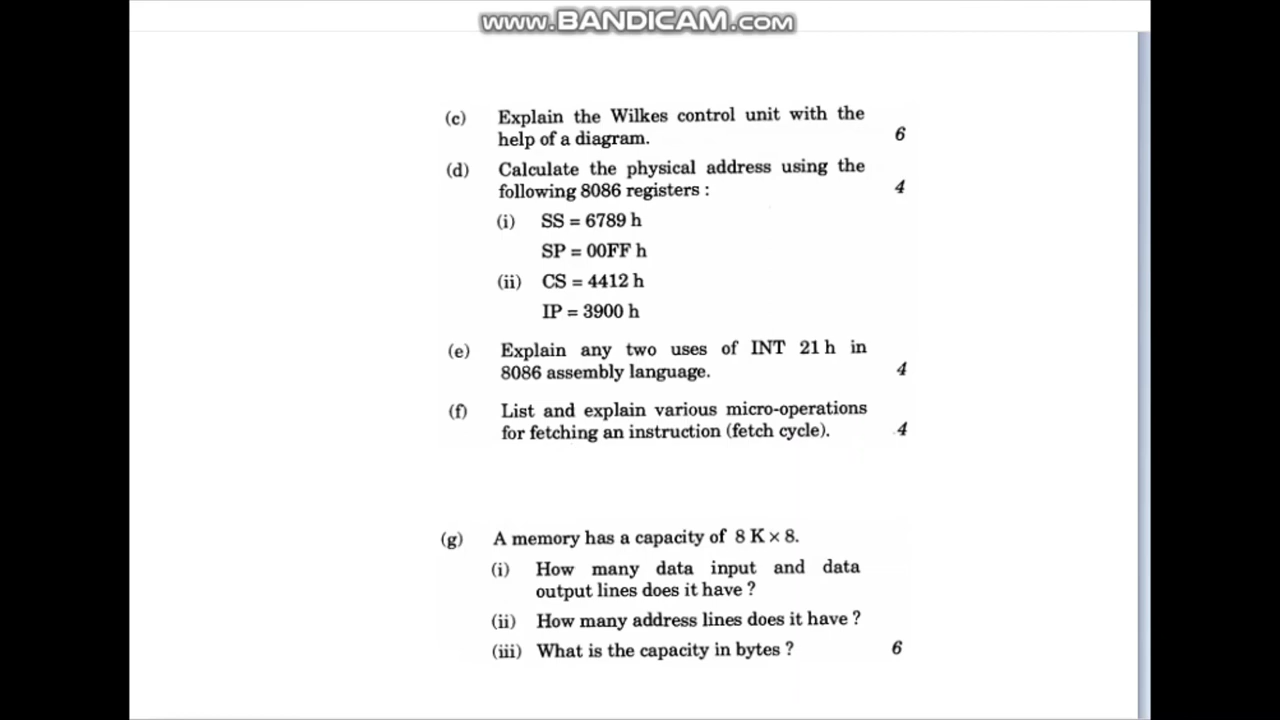 www.BANDICAM.com
(c) Explain the Wilkes control unit with the
help of a diagram. 6
(d) Calculate the physical address using the
following 8086 registers : 4
(i) SS = 6789 h
SP = 00FF h
(ii) CS = 4412 h
IP = 3900 h
(e) Explain any two uses of INT 21 h in
8086 assembly language. 4
(f) List and explain various micro-operations
for fetching an instruction (fetch cycle). 4
(g) A memory has a capacity of 8 K × 8.
(i) How many data input and data
output lines does it have ?
(ii) How many address lines does it have ?
(iii) What is the capacity in bytes ? 6